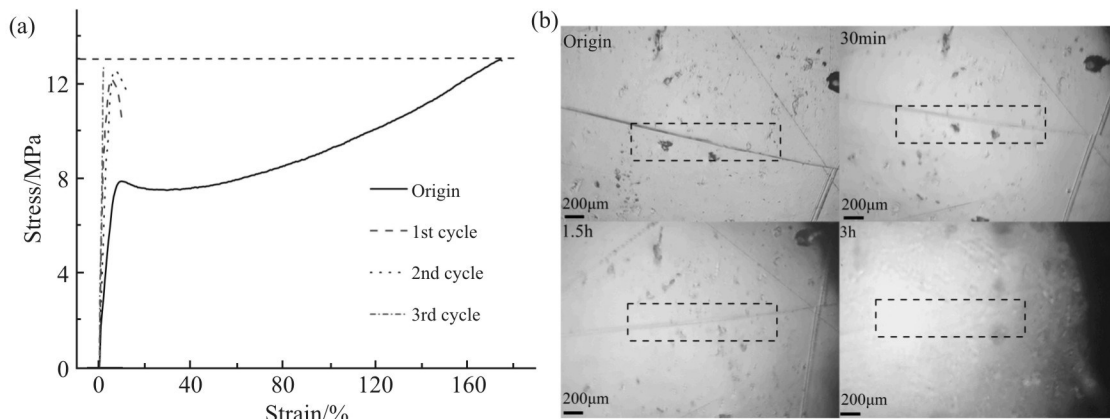 (a)
12
8
4
0
Stress/MPa
Origin
1st cycle
2nd cycle
3rd cycle
0
40
80
120
160
Strain/%
(b)
Origin
200μm
30min
200μm
1.5h
200μm
3h
200μm